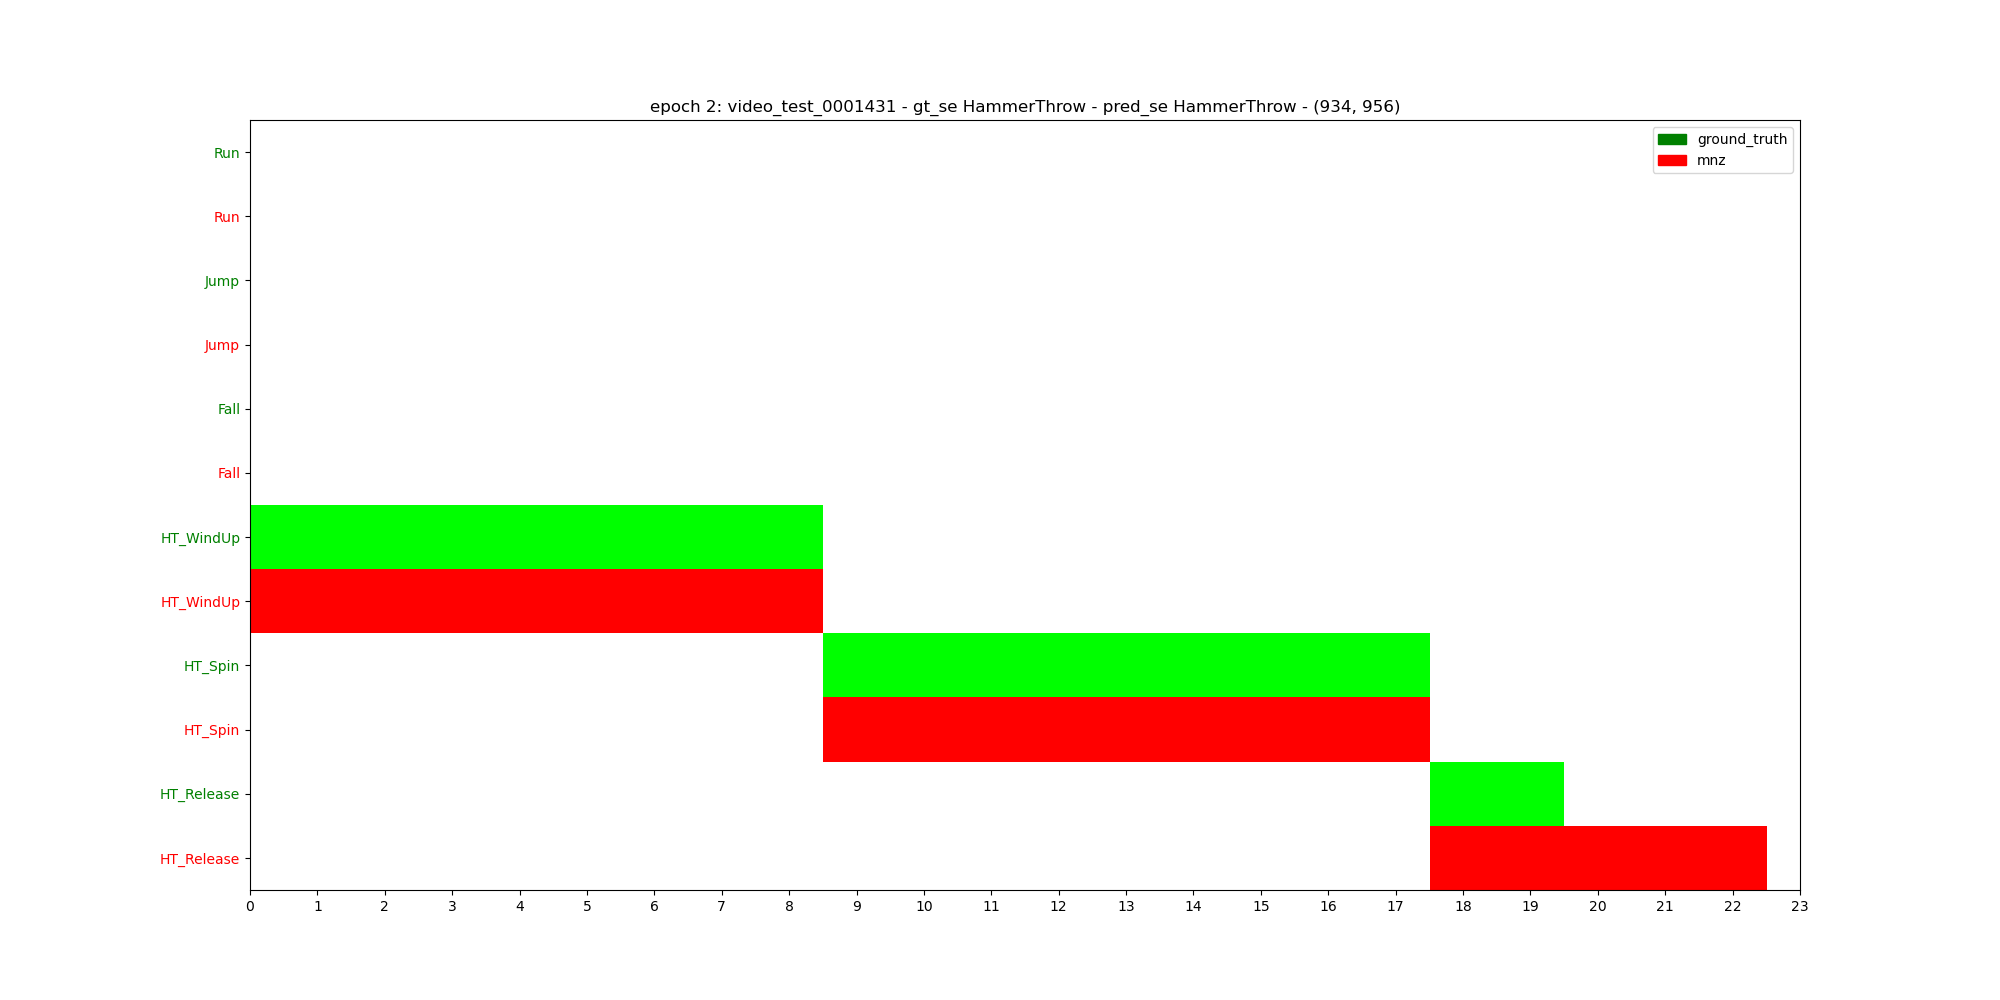 epoch 2: video_test_0001431 - gt_se HammerThrow - pred_se HammerThrow - (934, 956)
ground_truth
mnz
Run
Run
Jump
Jump
Fall
Fall
HT_WindUp
HT_WindUp
HT_Spin
HT_Spin
HT_Release
HT_Release
0 1 2 3 4 5 6 7 8 9 10 11 12 13 14 15 16 17 18 19 20 21 22 23